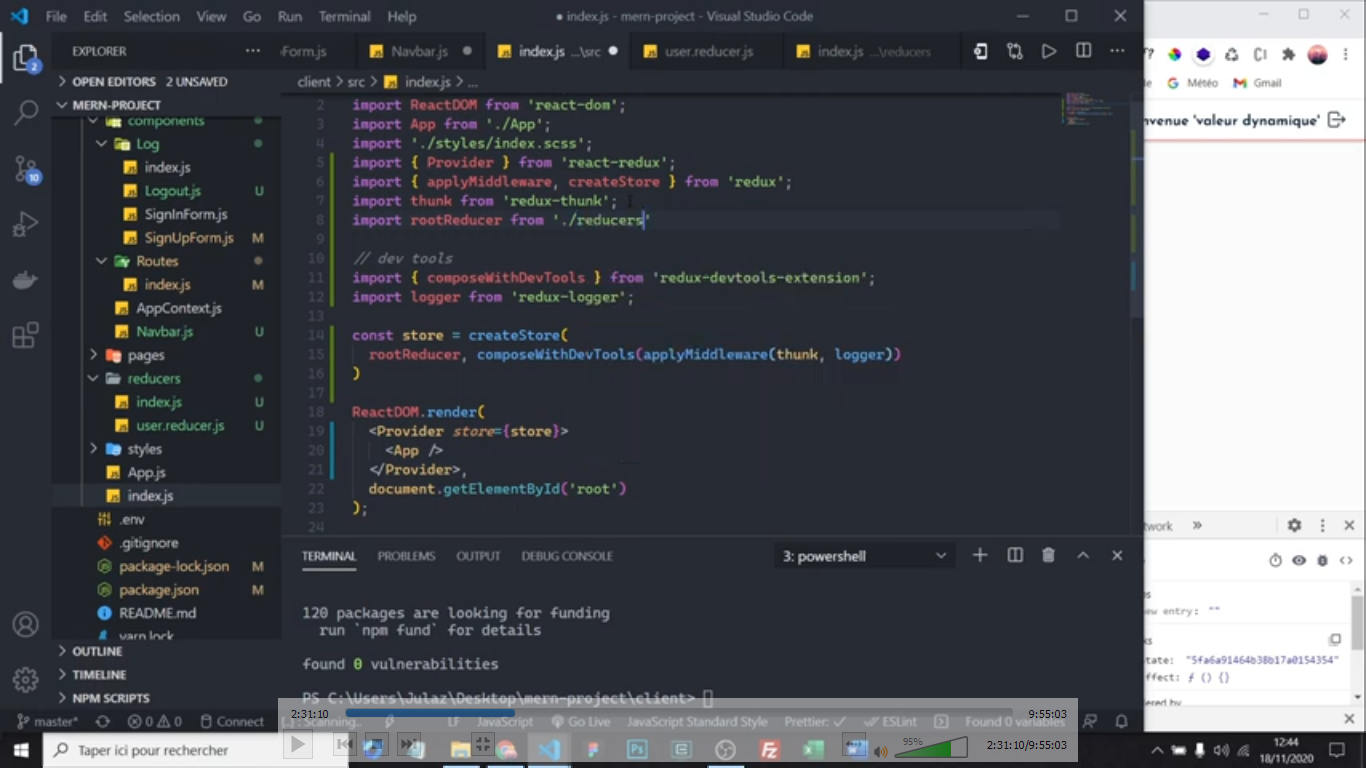 File Edit Selection View Go Run Terminal Help
● index.js - mern-project - Visual Studio Code
EXPLORER
Form.js Navbar.js index.js ...\src user.reducer.js index.js ...\reducers
OPEN EDITORS 2 UNSAVED
MERN-PROJECT
components
Log
index.js
Logout.js U
SignInForm.js
SignUpForm.js M
Routes
index.js M
AppContext.js
Navbar.js U
pages
reducers
index.js U
user.reducer.js U
styles
App.js
index.js
.env
.gitignore
package-lock.json M
package.json M
README.md
yarn.lock
OUTLINE
TIMELINE
NPM SCRIPTS
2
10
client > src > index.js > ...
2 import ReactDOM from 'react-dom';
3 import App from './App';
4 import './styles/index.scss';
5 import { Provider } from 'react-redux';
6 import { applyMiddleware, createStore } from 'redux';
7 import thunk from 'redux-thunk';
8 import rootReducer from './reducers'
9
10 // dev tools
11 import { composeWithDevTools } from 'redux-devtools-extension';
12 import logger from 'redux-logger';
13
14 const store = createStore(
15 rootReducer, composeWithDevTools(applyMiddleware(thunk, logger))
16 )
17
18 ReactDOM.render(
19 <Provider store={store}>
20 <App />
21 </Provider>,
22 document.getElementById('root')
23 );
24
TERMINAL PROBLEMS OUTPUT DEBUG CONSOLE 3: powershell
120 packages are looking for funding
run `npm fund` for details
found 0 vulnerabilities
PS C:\Users\Julaz\Desktop\mern-project\client>
master* 0 0 Connect Scanning.. LF JavaScript Go Live JavaScript Standard Style Prettier: ESLint Found 0 variables
2:31:10 9:55:03
95% 2:31:10/9:55:03
Taper ici pour rechercher
12:44
18/11/2020
Météo Gmail
nvenue 'valeur dynamique'
twork »
ew entry: ""
tate: "5fa6a91464b38b17a0154354"
ffect: ƒ () {}
ered by